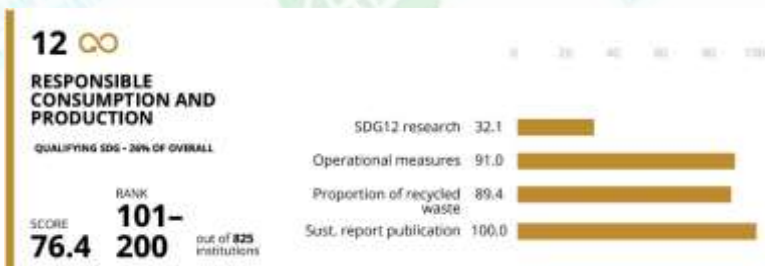 12
RESPONSIBLE
CONSUMPTION AND
PRODUCTION
QUALIFYING SDG - 26% OF OVERALL
SCORE
76.4
RANK
101–
200
out of 825
institutions
0 20 40 60 80 100
SDG12 research 32.1
Operational measures 91.0
Proportion of recycled
waste
89.4
Sust. report publication 100.0